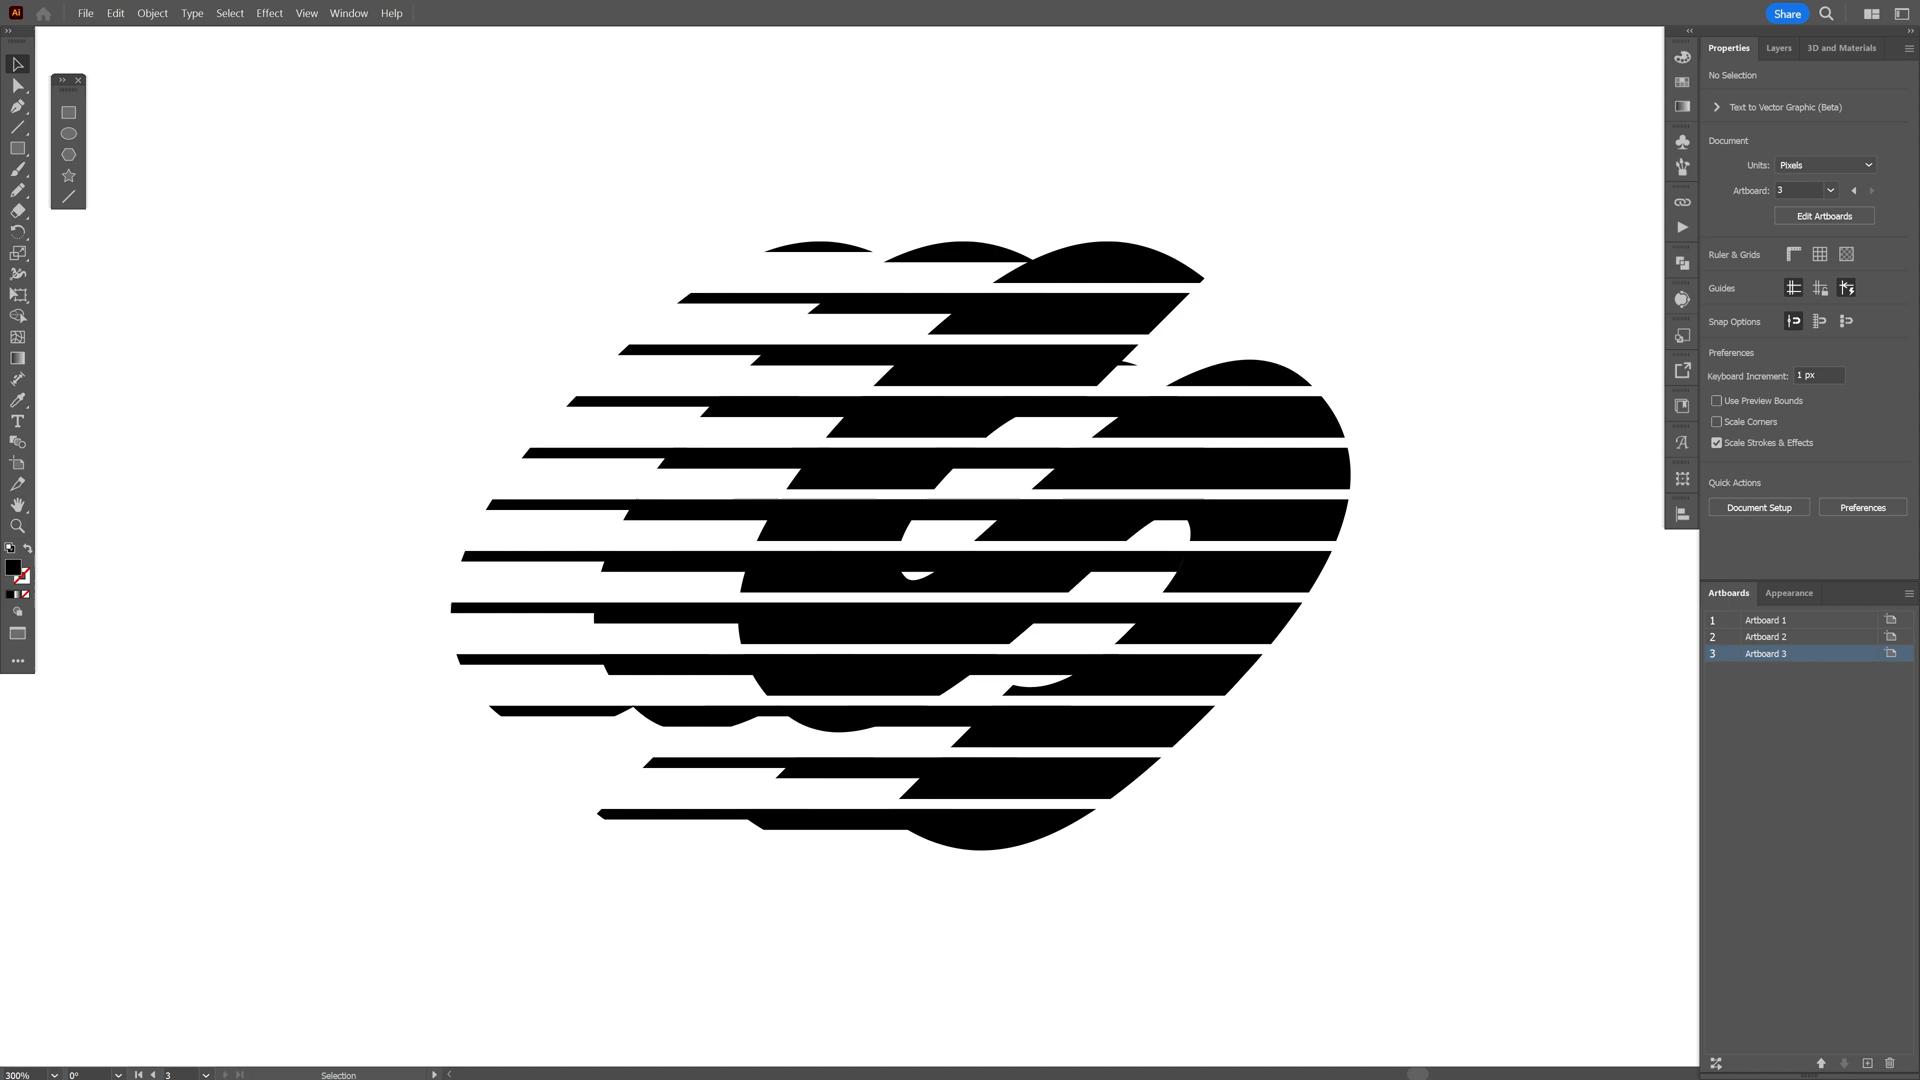 Ai File Edit Object Type Select Effect View Window Help Share
Properties Layers 3D and Materials
No Selection
Text to Vector Graphic (Beta)
Document
Units: Pixels
Artboard: 3
Edit Artboards
Ruler & Grids
Guides
Snap Options
Preferences
Keyboard Increment: 1 px
Use Preview Bounds
Scale Corners
Scale Strokes & Effects
Quick Actions
Document Setup Preferences
Artboards Appearance
1 Artboard 1
2 Artboard 2
3 Artboard 3
300% 0° 3 Selection